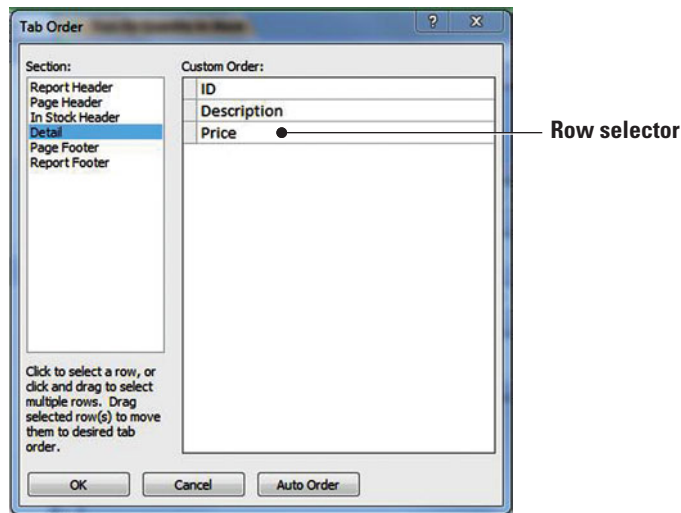 Tab Order
Section:
Custom Order:
Report Header
Page Header
In Stock Header
Detail
Page Footer
Report Footer
ID
Description
Price
Row selector
Click to select a row, or
click and drag to select
multiple rows. Drag
selected row(s) to move
them to desired tab
order.
OK
Cancel
Auto Order